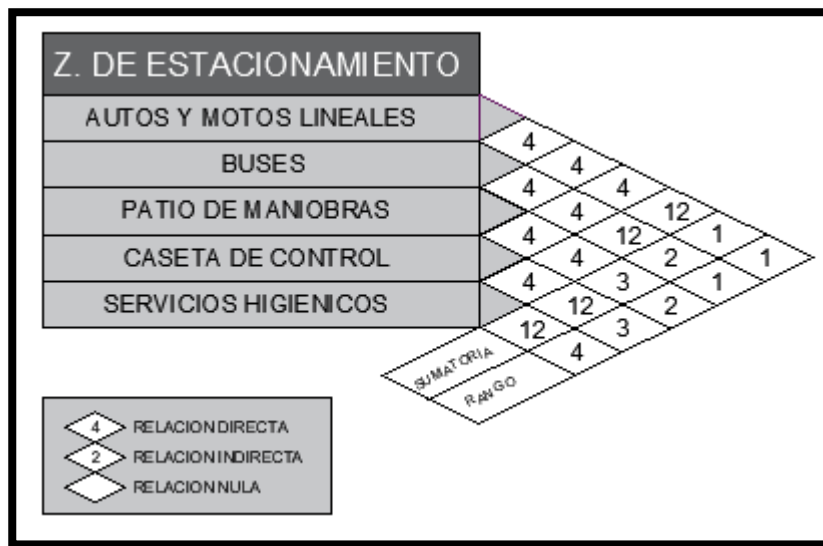 Z. DE ESTACIONAMIENTO
AUTOS Y MOTOS LINEALES
BUSES
PATIO DE MANIOBRAS
CASETA DE CONTROL
SERVICIOS HIGIENICOS
4
4
4 4
4 12
4 12 1
4 2 1
4 3 1
12 2
12 3
4
SUMATORIA
RANGO
4 RELACION DIRECTA
2 RELACION INDIRECTA
RELACION NULA